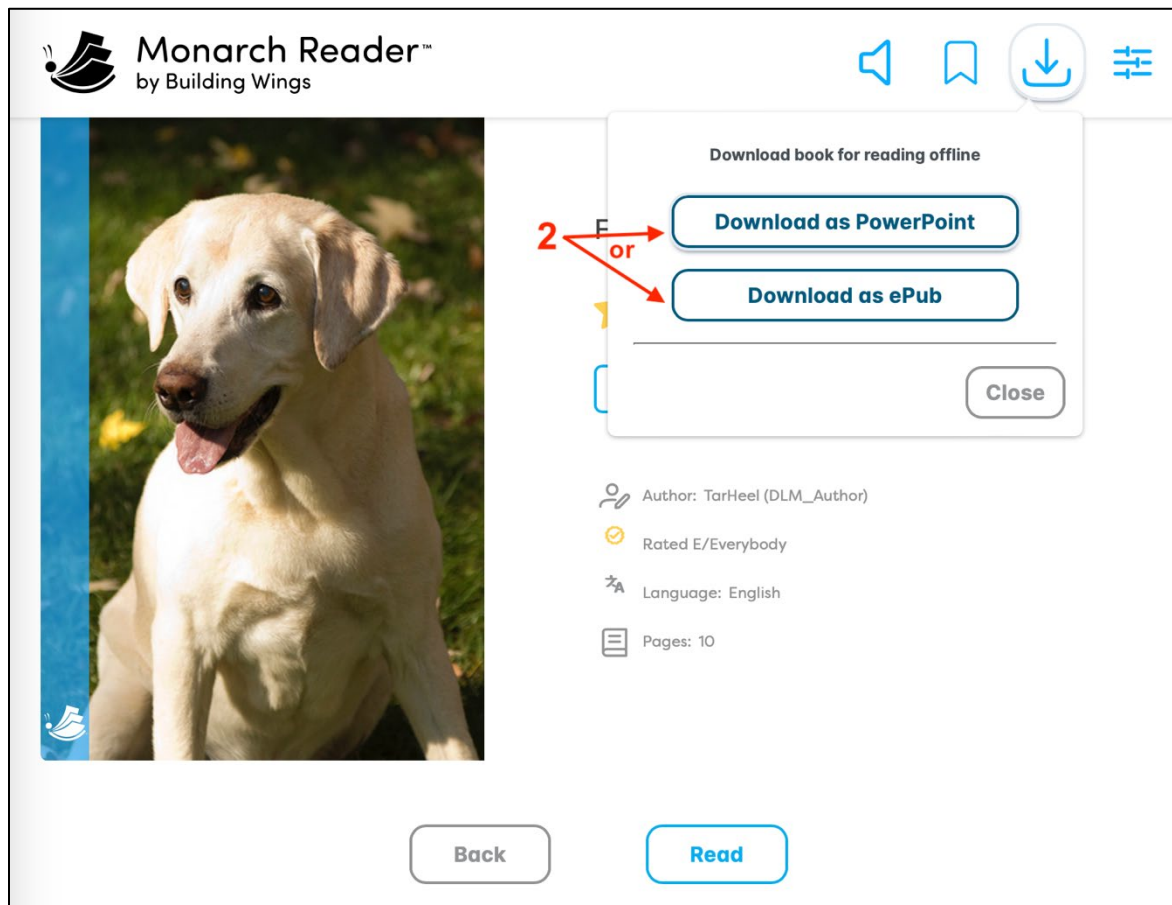 Monarch Reader™
by Building Wings
Download book for reading offline
Download as PowerPoint
2
F
or
Download as ePub
Close
Author: TarHeel (DLM_Author)
Rated E/Everybody
Language: English
Pages: 10
Back
Read